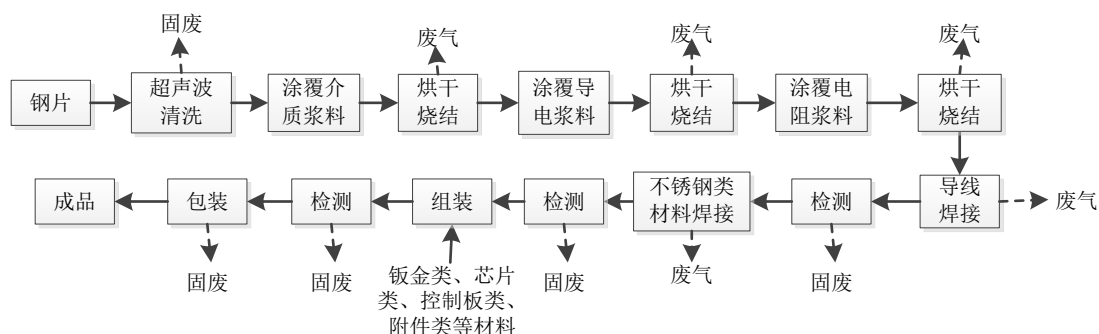 固废
废气
废气
废气
钢片
超声波
清洗
涂覆介
质浆料
烘干
烧结
涂覆导
电浆料
烘干
烧结
涂覆电
阻浆料
烘干
烧结
成品
包装
检测
组装
检测
不锈钢类
材料焊接
检测
导线
焊接
废气
固废
固废
钣金类、芯片
类、控制板类、
附件类等材料
固废
废气
固废